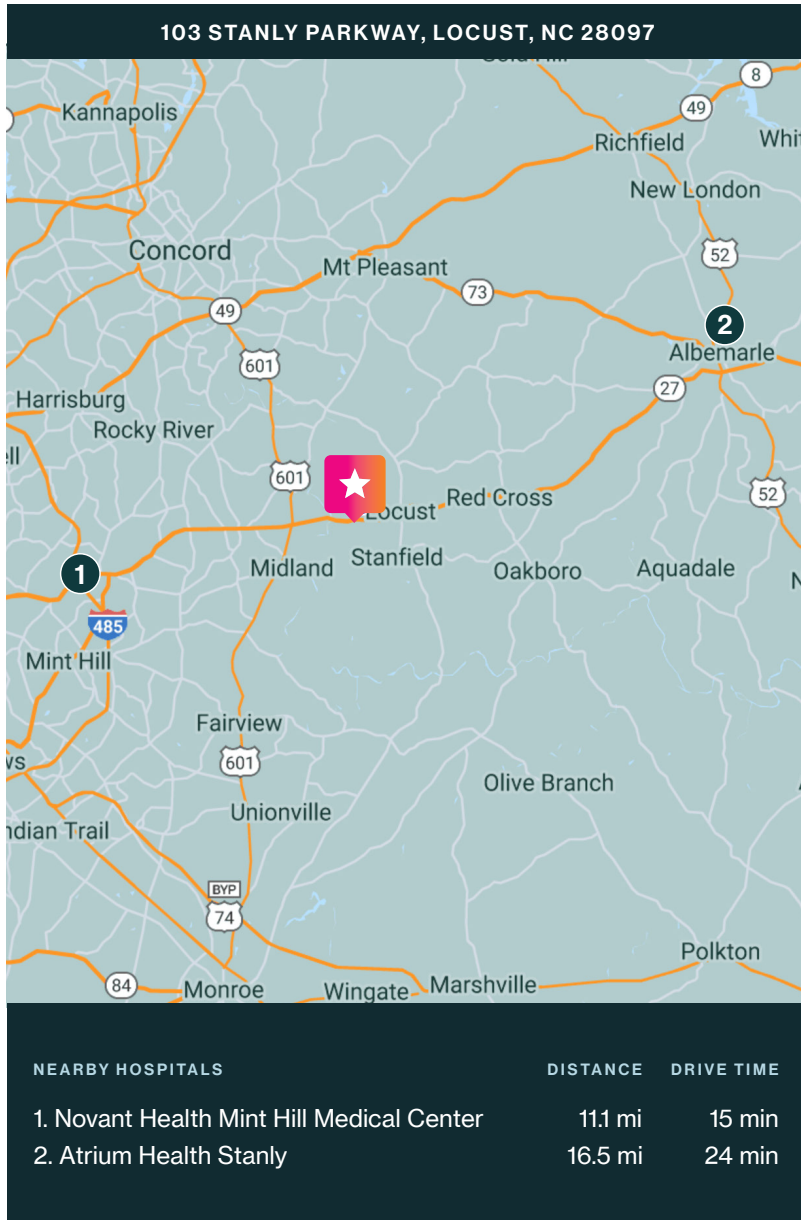 103 STANLY PARKWAY, LOCUST, NC 28097
8
49
Kannapolis
Richfield
New London
Concord
52
Mt Pleasant
73
49
2
Albemarle
601
27
Harrisburg
Rocky River
601
52
Red Cross
Locust
Stanfield
Midland
Oakboro
Aquadale
1
485
Mint Hill
Fairview
601
Olive Branch
Unionville
ndian Trail
BYP
74
Polkton
84
Monroe
Wingate
Marshville
NEARBY HOSPITALS DISTANCE DRIVE TIME
1. Novant Health Mint Hill Medical Center 11.1 mi 15 min
2. Atrium Health Stanly 16.5 mi 24 min